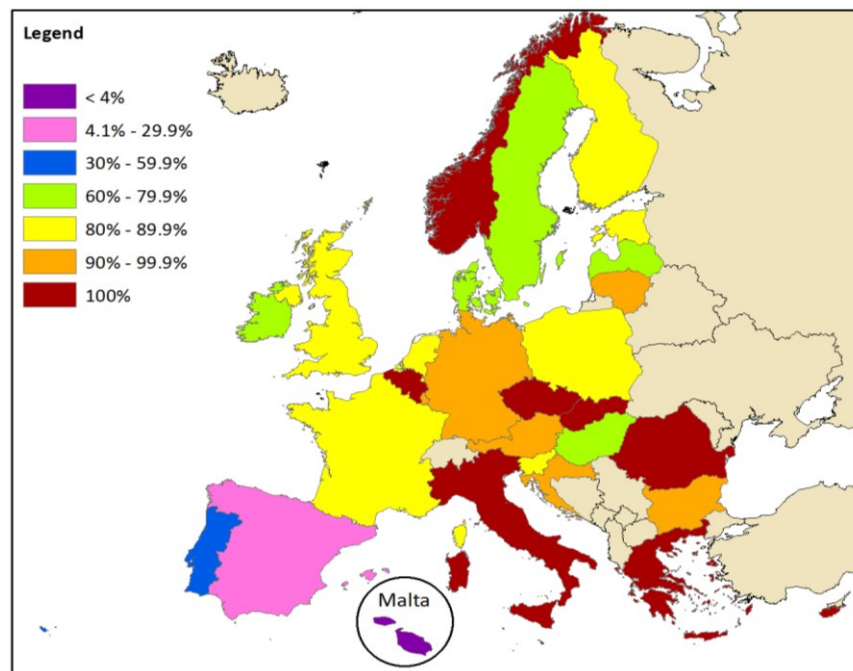 Legend
< 4%
4.1% - 29.9%
30% - 59.9%
60% - 79.9%
80% - 89.9%
90% - 99.9%
100%
Malta